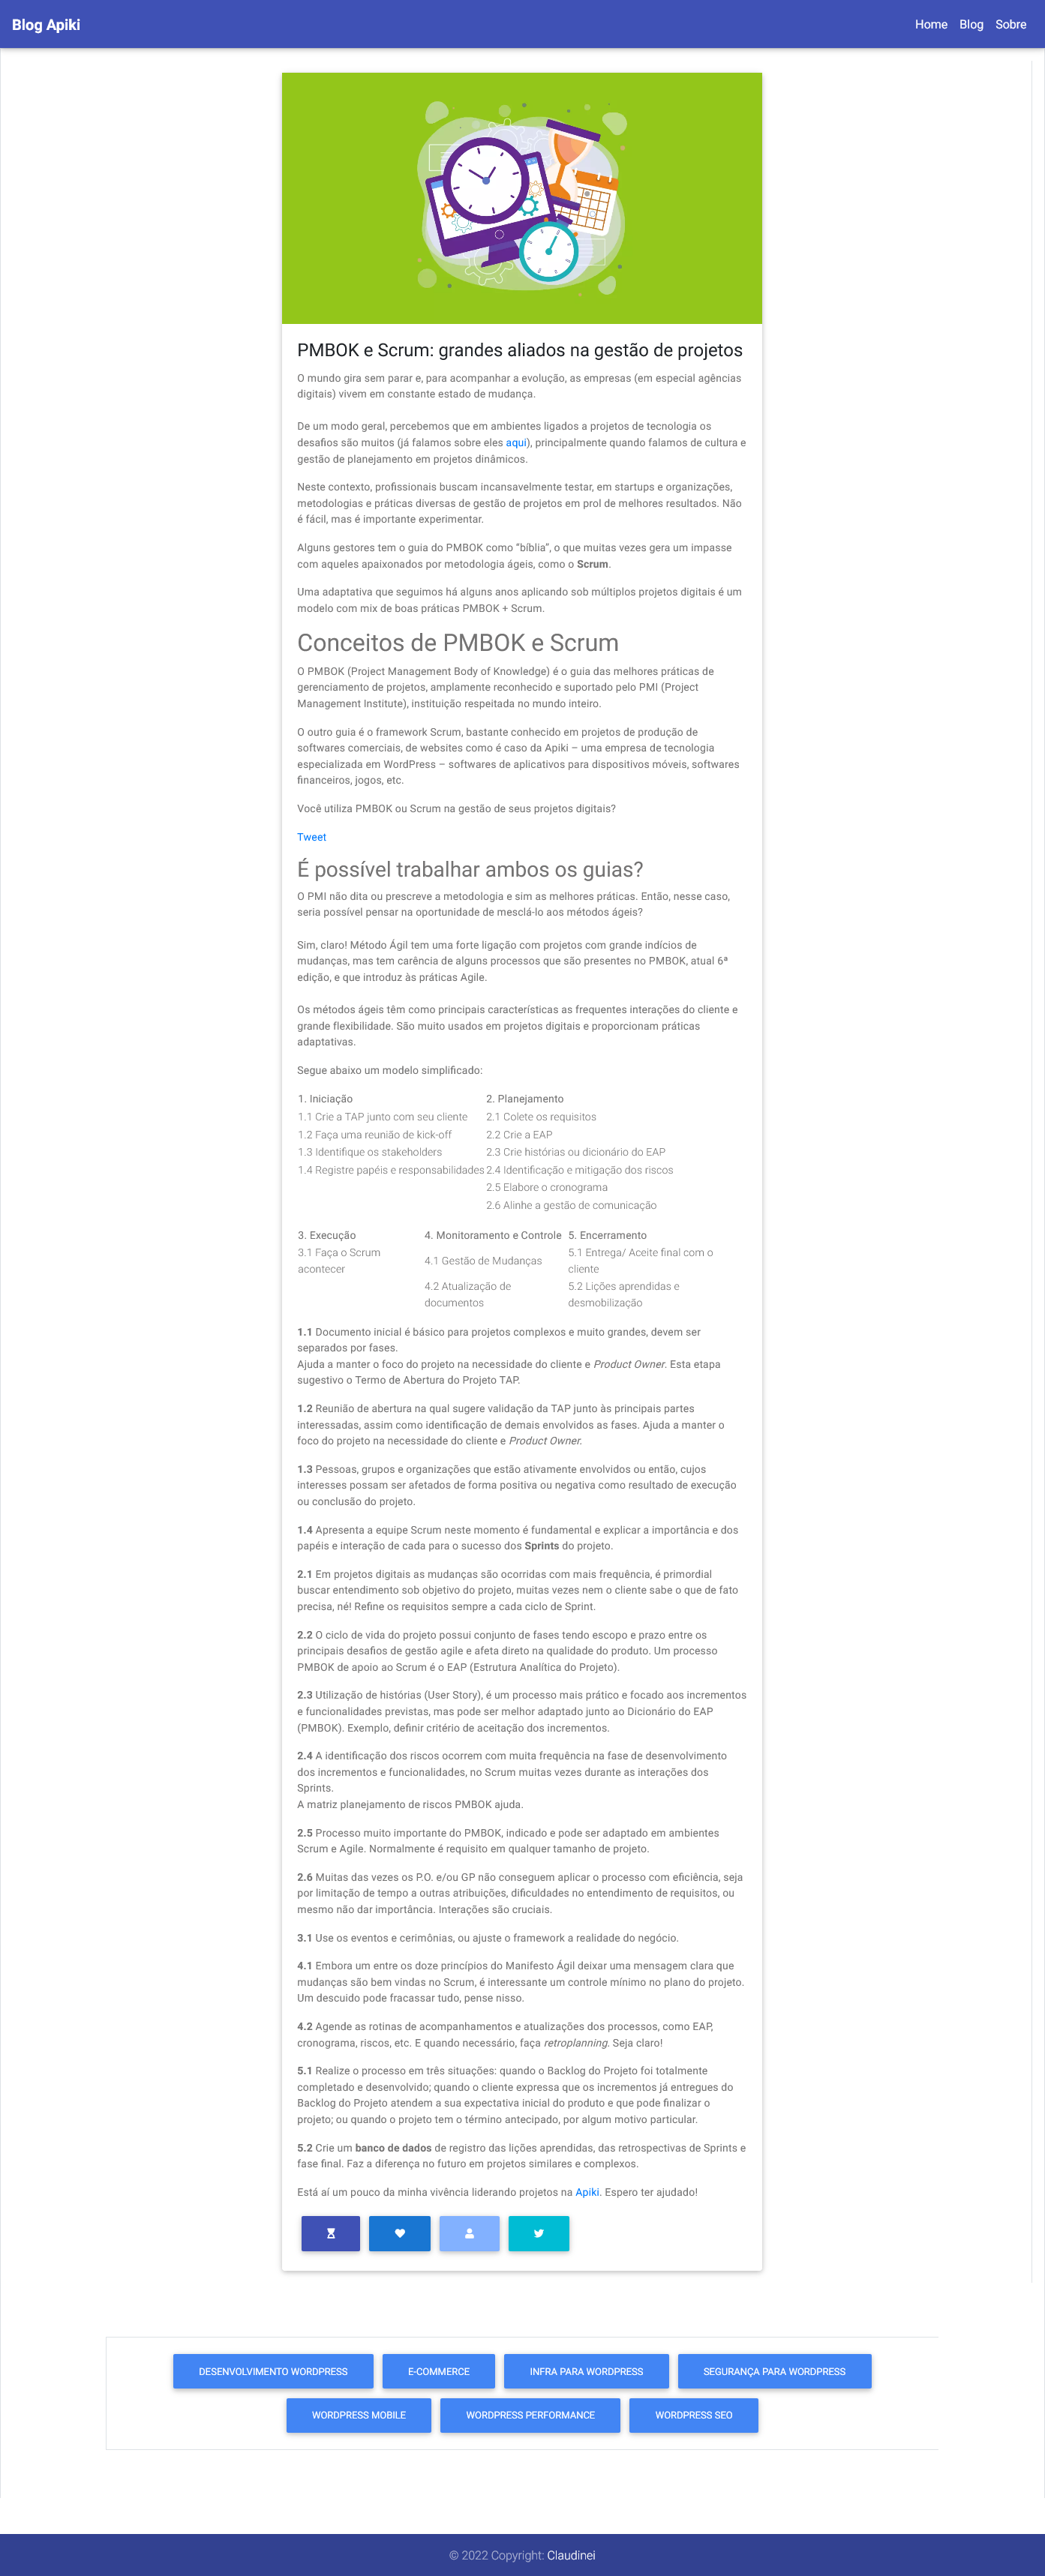 Blog Apiki
Home Blog Sobre
PMBOK e Scrum: grandes aliados na gestão de projetos
O mundo gira sem parar e, para acompanhar a evolução, as empresas (em especial agências
digitais) vivem em constante estado de mudança.
De um modo geral, percebemos que em ambientes ligados a projetos de tecnologia os
desafios são muitos (já falamos sobre eles aqui), principalmente quando falamos de cultura e
gestão de planejamento em projetos dinâmicos.
Neste contexto, profissionais buscam incansavelmente testar, em startups e organizações,
metodologias e práticas diversas de gestão de projetos em prol de melhores resultados. Não
é fácil, mas é importante experimentar.
Alguns gestores tem o guia do PMBOK como “bíblia”, o que muitas vezes gera um impasse
com aqueles apaixonados por metodologia ágeis, como o Scrum.
Uma adaptativa que seguimos há alguns anos aplicando sob múltiplos projetos digitais é um
modelo com mix de boas práticas PMBOK + Scrum.
Conceitos de PMBOK e Scrum
O PMBOK (Project Management Body of Knowledge) é o guia das melhores práticas de
gerenciamento de projetos, amplamente reconhecido e suportado pelo PMI (Project
Management Institute), instituição respeitada no mundo inteiro.
O outro guia é o framework Scrum, bastante conhecido em projetos de produção de
softwares comerciais, de websites como é caso da Apiki – uma empresa de tecnologia
especializada em WordPress – softwares de aplicativos para dispositivos móveis, softwares
financeiros, jogos, etc.
Você utiliza PMBOK ou Scrum na gestão de seus projetos digitais?
Tweet
É possível trabalhar ambos os guias?
O PMI não dita ou prescreve a metodologia e sim as melhores práticas. Então, nesse caso,
seria possível pensar na oportunidade de mesclá-lo aos métodos ágeis?
Sim, claro! Método Ágil tem uma forte ligação com projetos com grande indícios de
mudanças, mas tem carência de alguns processos que são presentes no PMBOK, atual 6ª
edição, e que introduz às práticas Agile.
Os métodos ágeis têm como principais características as frequentes interações do cliente e
grande flexibilidade. São muito usados em projetos digitais e proporcionam práticas
adaptativas.
Segue abaixo um modelo simplificado:
1. Iniciação 2. Planejamento
1.1 Crie a TAP junto com seu cliente 2.1 Colete os requisitos
1.2 Faça uma reunião de kick-off 2.2 Crie a EAP
1.3 Identifique os stakeholders 2.3 Crie histórias ou dicionário do EAP
1.4 Registre papéis e responsabilidades 2.4 Identificação e mitigação dos riscos
2.5 Elabore o cronograma
2.6 Alinhe a gestão de comunicação
3. Execução 4. Monitoramento e Controle 5. Encerramento
3.1 Faça o Scrum
acontecer
4.1 Gestão de Mudanças
5.1 Entrega/ Aceite final com o
cliente
4.2 Atualização de
documentos
5.2 Lições aprendidas e
desmobilização
1.1 Documento inicial é básico para projetos complexos e muito grandes, devem ser
separados por fases.
Ajuda a manter o foco do projeto na necessidade do cliente e Product Owner. Esta etapa
sugestivo o Termo de Abertura do Projeto TAP.
1.2 Reunião de abertura na qual sugere validação da TAP junto às principais partes
interessadas, assim como identificação de demais envolvidos as fases. Ajuda a manter o
foco do projeto na necessidade do cliente e Product Owner.
1.3 Pessoas, grupos e organizações que estão ativamente envolvidos ou então, cujos
interesses possam ser afetados de forma positiva ou negativa como resultado de execução
ou conclusão do projeto.
1.4 Apresenta a equipe Scrum neste momento é fundamental e explicar a importância e dos
papéis e interação de cada para o sucesso dos Sprints do projeto.
2.1 Em projetos digitais as mudanças são ocorridas com mais frequência, é primordial
buscar entendimento sob objetivo do projeto, muitas vezes nem o cliente sabe o que de fato
precisa, né! Refine os requisitos sempre a cada ciclo de Sprint.
2.2 O ciclo de vida do projeto possui conjunto de fases tendo escopo e prazo entre os
principais desafios de gestão agile e afeta direto na qualidade do produto. Um processo
PMBOK de apoio ao Scrum é o EAP (Estrutura Analítica do Projeto).
2.3 Utilização de histórias (User Story), é um processo mais prático e focado aos incrementos
e funcionalidades previstas, mas pode ser melhor adaptado junto ao Dicionário do EAP
(PMBOK). Exemplo, definir critério de aceitação dos incrementos.
2.4 A identificação dos riscos ocorrem com muita frequência na fase de desenvolvimento
dos incrementos e funcionalidades, no Scrum muitas vezes durante as interações dos
Sprints.
A matriz planejamento de riscos PMBOK ajuda.
2.5 Processo muito importante do PMBOK, indicado e pode ser adaptado em ambientes
Scrum e Agile. Normalmente é requisito em qualquer tamanho de projeto.
2.6 Muitas das vezes os P.O. e/ou GP não conseguem aplicar o processo com eficiência, seja
por limitação de tempo a outras atribuições, dificuldades no entendimento de requisitos, ou
mesmo não dar importância. Interações são cruciais.
3.1 Use os eventos e cerimônias, ou ajuste o framework a realidade do negócio.
4.1 Embora um entre os doze princípios do Manifesto Ágil deixar uma mensagem clara que
mudanças são bem vindas no Scrum, é interessante um controle mínimo no plano do projeto.
Um descuido pode fracassar tudo, pense nisso.
4.2 Agende as rotinas de acompanhamentos e atualizações dos processos, como EAP,
cronograma, riscos, etc. E quando necessário, faça retroplanning. Seja claro!
5.1 Realize o processo em três situações: quando o Backlog do Projeto foi totalmente
completado e desenvolvido; quando o cliente expressa que os incrementos já entregues do
Backlog do Projeto atendem a sua expectativa inicial do produto e que pode finalizar o
projeto; ou quando o projeto tem o término antecipado, por algum motivo particular.
5.2 Crie um banco de dados de registro das lições aprendidas, das retrospectivas de Sprints e
fase final. Faz a diferença no futuro em projetos similares e complexos.
Está aí um pouco da minha vivência liderando projetos na Apiki. Espero ter ajudado!
DESENVOLVIMENTO WORDPRESS E-COMMERCE INFRA PARA WORDPRESS SEGURANÇA PARA WORDPRESS
WORDPRESS MOBILE WORDPRESS PERFORMANCE WORDPRESS SEO
© 2022 Copyright: Claudinei